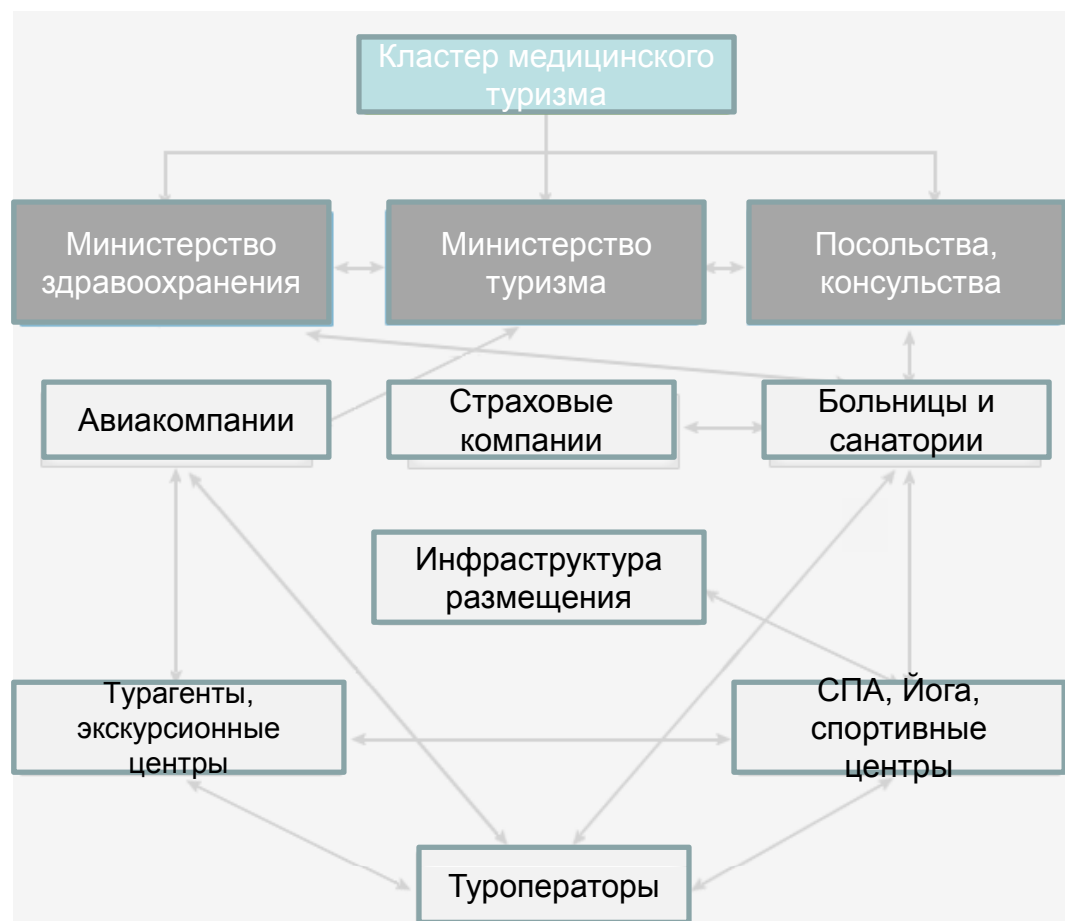 Кластер медицинского
туризма
Министерство
здравоохранения
Министерство
туризма
Посольства,
консульства
Авиакомпании
Страховые
компании
Больницы и
санатории
Инфраструктура
размещения
Турагенты,
экскурсионные
центры
СПА, Йога,
спортивные
центры
Туроператоры